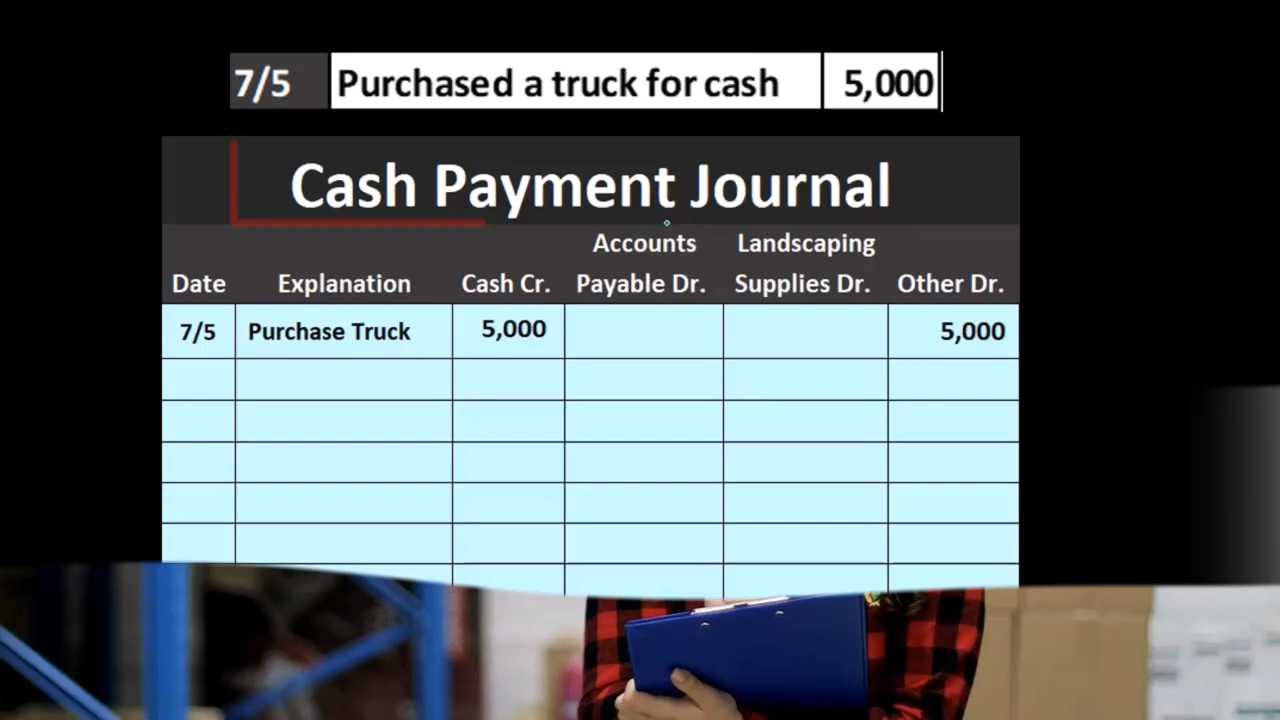 7/5 Purchased a truck for cash 5,000
Cash Payment Journal
Accounts Landscaping
Date Explanation Cash Cr. Payable Dr. Supplies Dr. Other Dr.
7/5 Purchase Truck 5,000 5,000